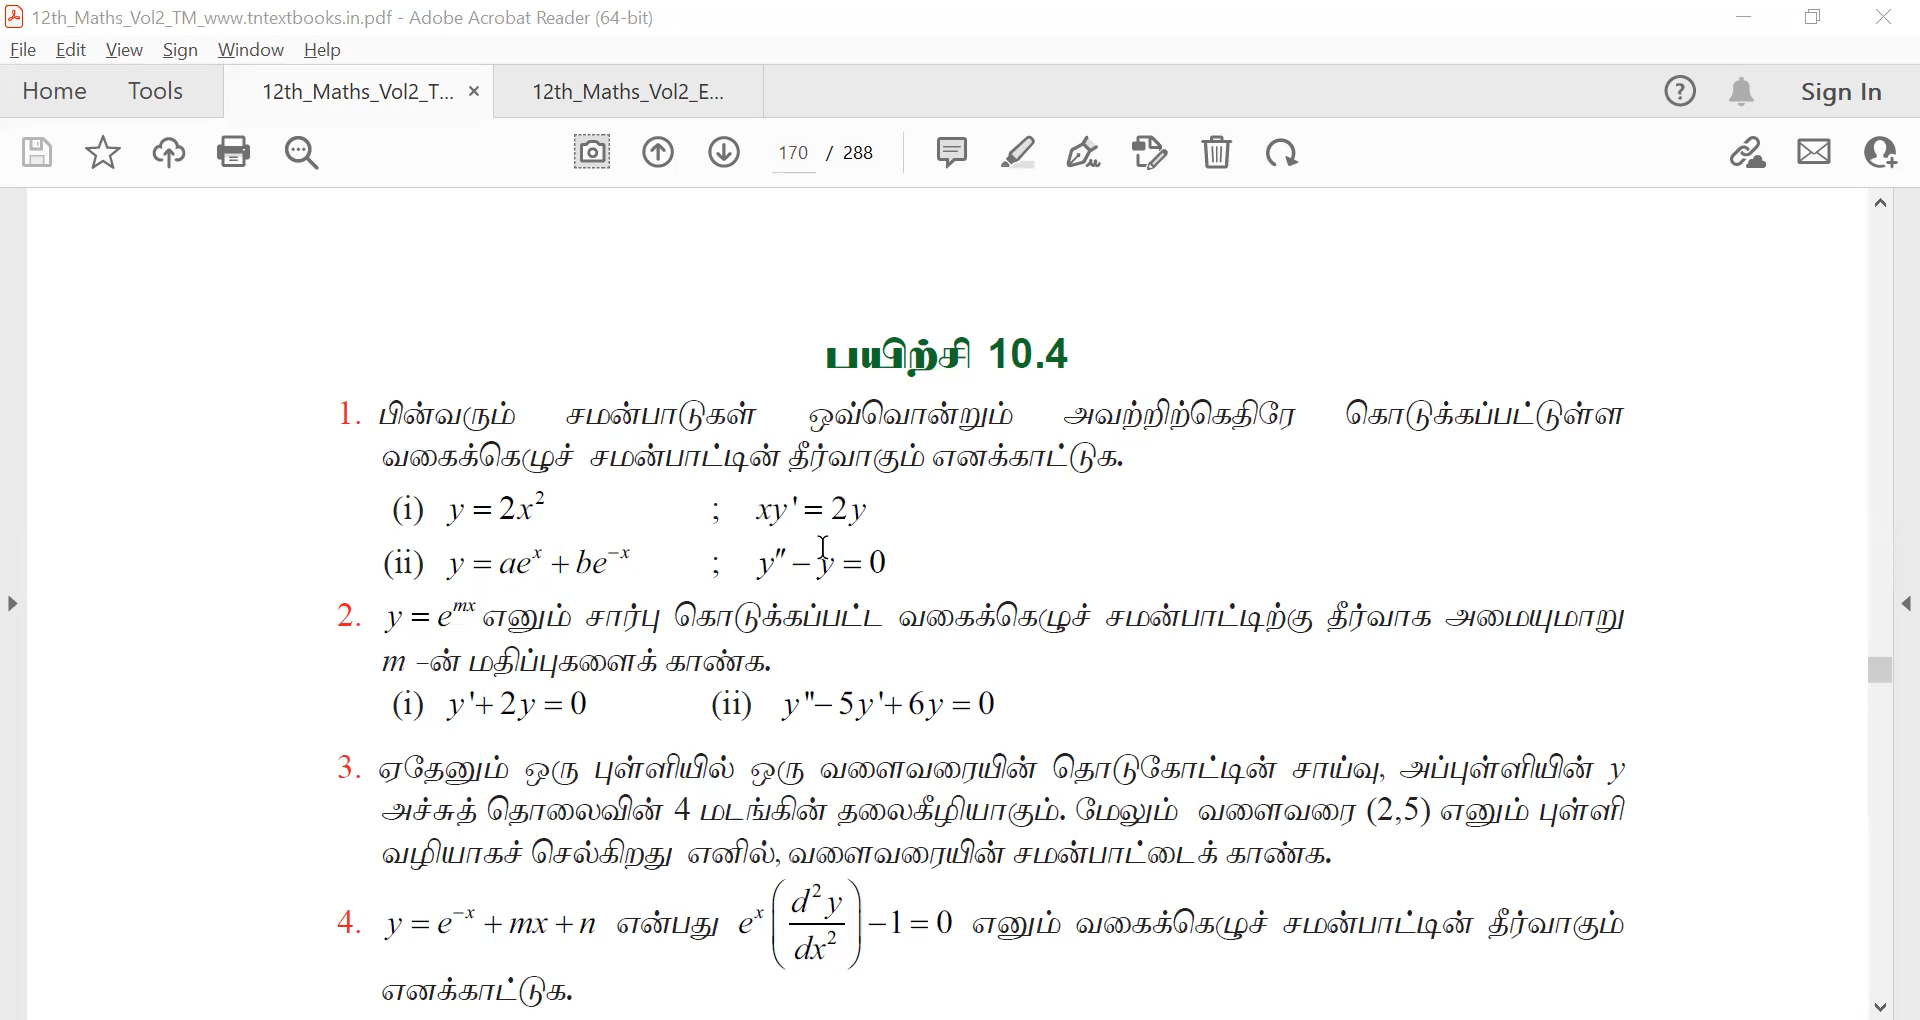 12th_Maths_Vol2_TM_www.tntextbooks.in.pdf - Adobe Acrobat Reader (64-bit)
File Edit View Sign Window Help
Home Tools 12th_Maths_Vol2_T... × 12th_Maths_Vol2_E... Sign In
170 / 288
பயிற்சி 10.4
1. பின்வரும் சமன்பாடுகள் ஒவ்வொன்றும் அவற்றிற்கெதிரே கொடுக்கப்பட்டுள்ள
வகைக்கெழுச் சமன்பாட்டின் தீர்வாகும் எனக்காட்டுக.
(i) y = 2x² ; xy' = 2y
(ii) y = aeˣ + be⁻ˣ ; y″ − y = 0
2. y = eᵐˣ எனும் சார்பு கொடுக்கப்பட்ட வகைக்கெழுச் சமன்பாட்டிற்கு தீர்வாக அமையுமாறு
m -ன் மதிப்புகளைக் காண்க.
(i) y'+ 2y = 0 (ii) y''− 5y'+ 6y = 0
3. ஏதேனும் ஒரு புள்ளியில் ஒரு வளைவரையின் தொடுகோட்டின் சாய்வு, அப்புள்ளியின் y
அச்சுத் தொலைவின் 4 மடங்கின் தலைகீழியாகும். மேலும் வளைவரை (2,5) எனும் புள்ளி
வழியாகச் செல்கிறது எனில், வளைவரையின் சமன்பாட்டைக் காண்க.
4. y = e⁻ˣ + mx + n என்பது eˣ (d²y/dx²) − 1 = 0 எனும் வகைக்கெழுச் சமன்பாட்டின் தீர்வாகும்
எனக்காட்டுக.